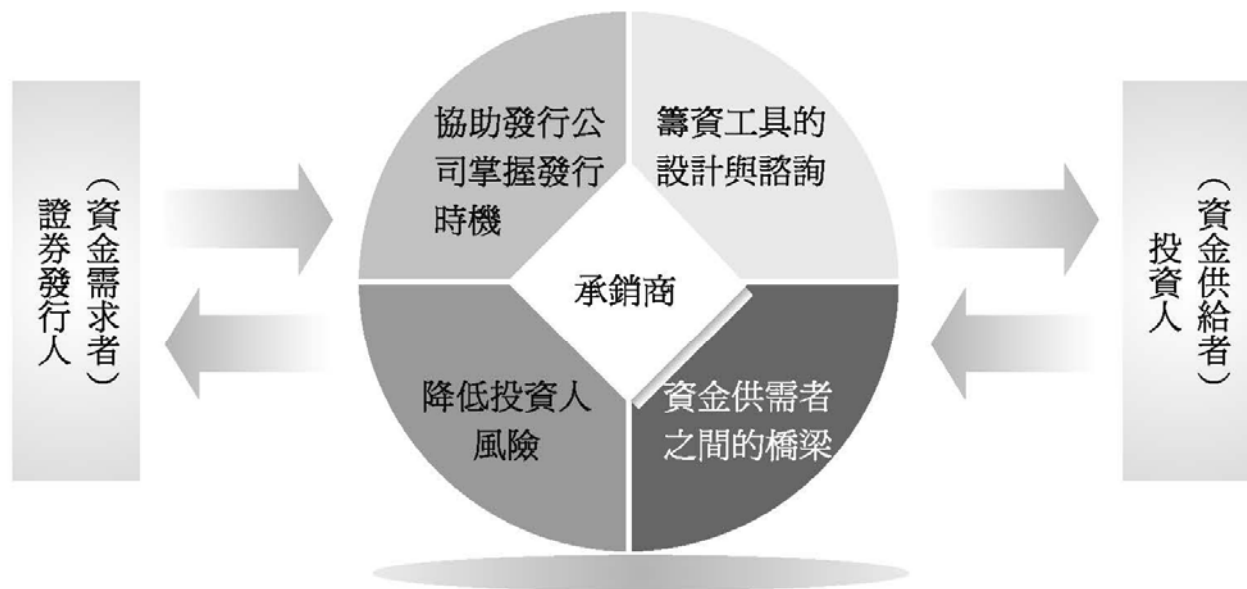 證券發行人
（資金需求者）
協助發行公
司掌握發行
時機
籌資工具的
設計與諮詢
承銷商
降低投資人
風險
資金供需者
之間的橋梁
投資人
（資金供給者）